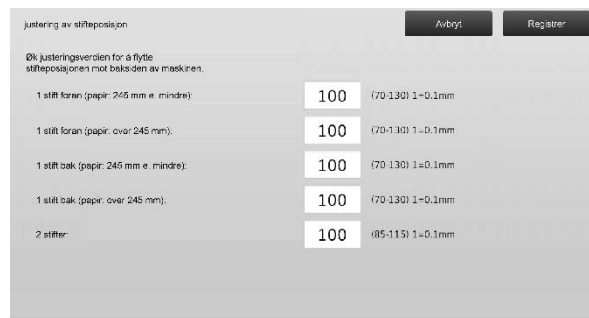 justering av stifteposisjon
Avbryt
Registrer
Øk justeringsverdien for å flytte
stifteposisjonen mot baksiden av maskinen.
1 stift foran (papir: 245 mm e. mindre):
100
(70-130) 1=0.1mm
1 stift foran (papir: over 245 mm):
100
(70-130) 1=0.1mm
1 stift bak (papir: 245 mm e. mindre):
100
(70-130) 1=0.1mm
1 stift bak (papir: over 245 mm):
100
(70-130) 1=0.1mm
2 stifter:
100
(85-115) 1=0.1mm